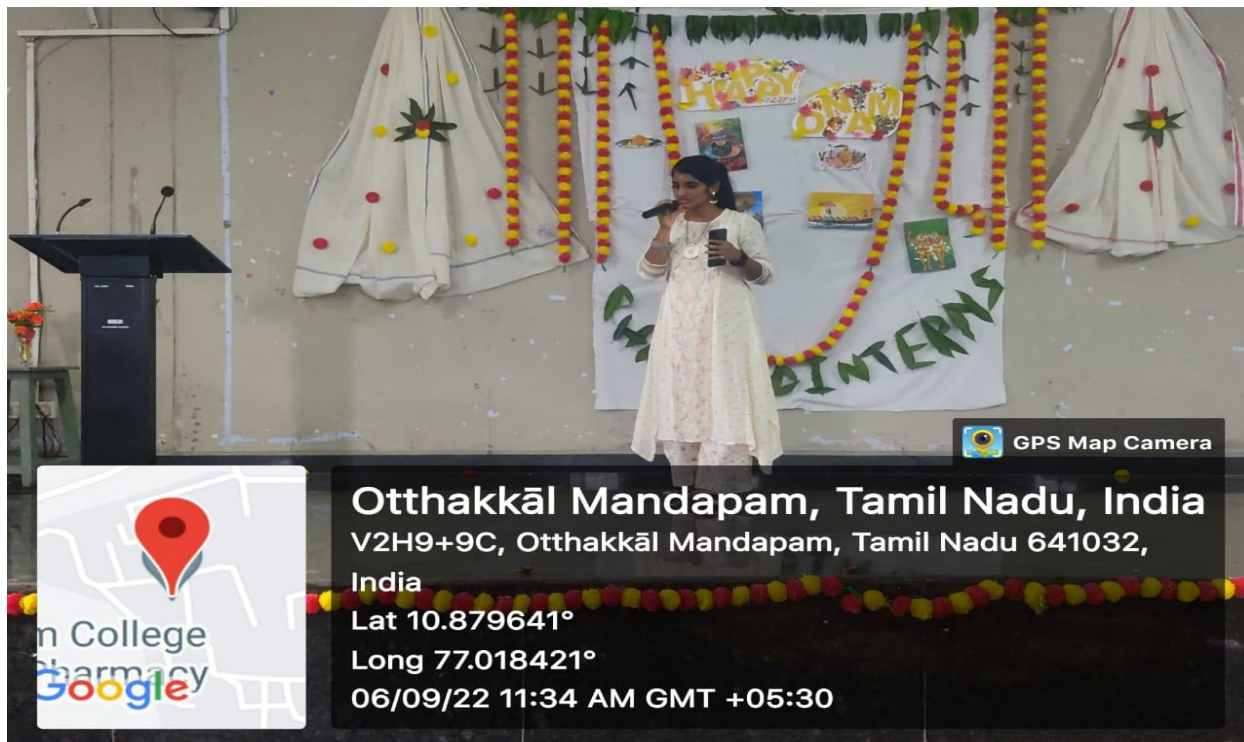 HAPPY
ONAM
INTERNS
GPS Map Camera
Otthakkāl Mandapam, Tamil Nadu, India
V2H9+9C, Otthakkāl Mandapam, Tamil Nadu 641032,
India
Lat 10.879641°
Long 77.018421°
06/09/22 11:34 AM GMT +05:30
m College
Pharmacy
Google